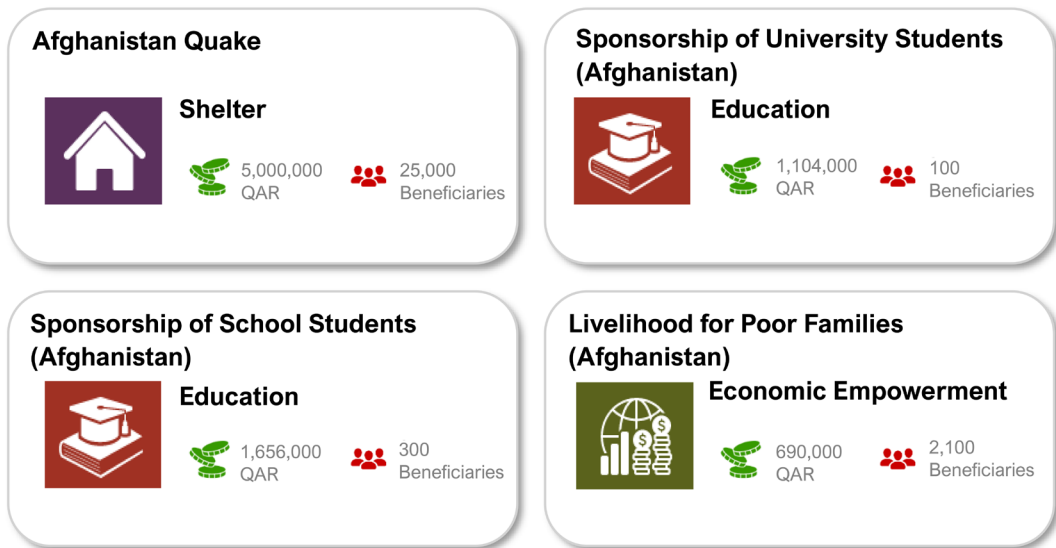 Afghanistan Quake
Shelter
5,000,000
QAR
25,000
Beneficiaries
Sponsorship of University Students
(Afghanistan)
Education
1,104,000
QAR
100
Beneficiaries
Sponsorship of School Students
(Afghanistan)
Education
1,656,000
QAR
300
Beneficiaries
Livelihood for Poor Families
(Afghanistan)
Economic Empowerment
$
$
690,000
QAR
2,100
Beneficiaries